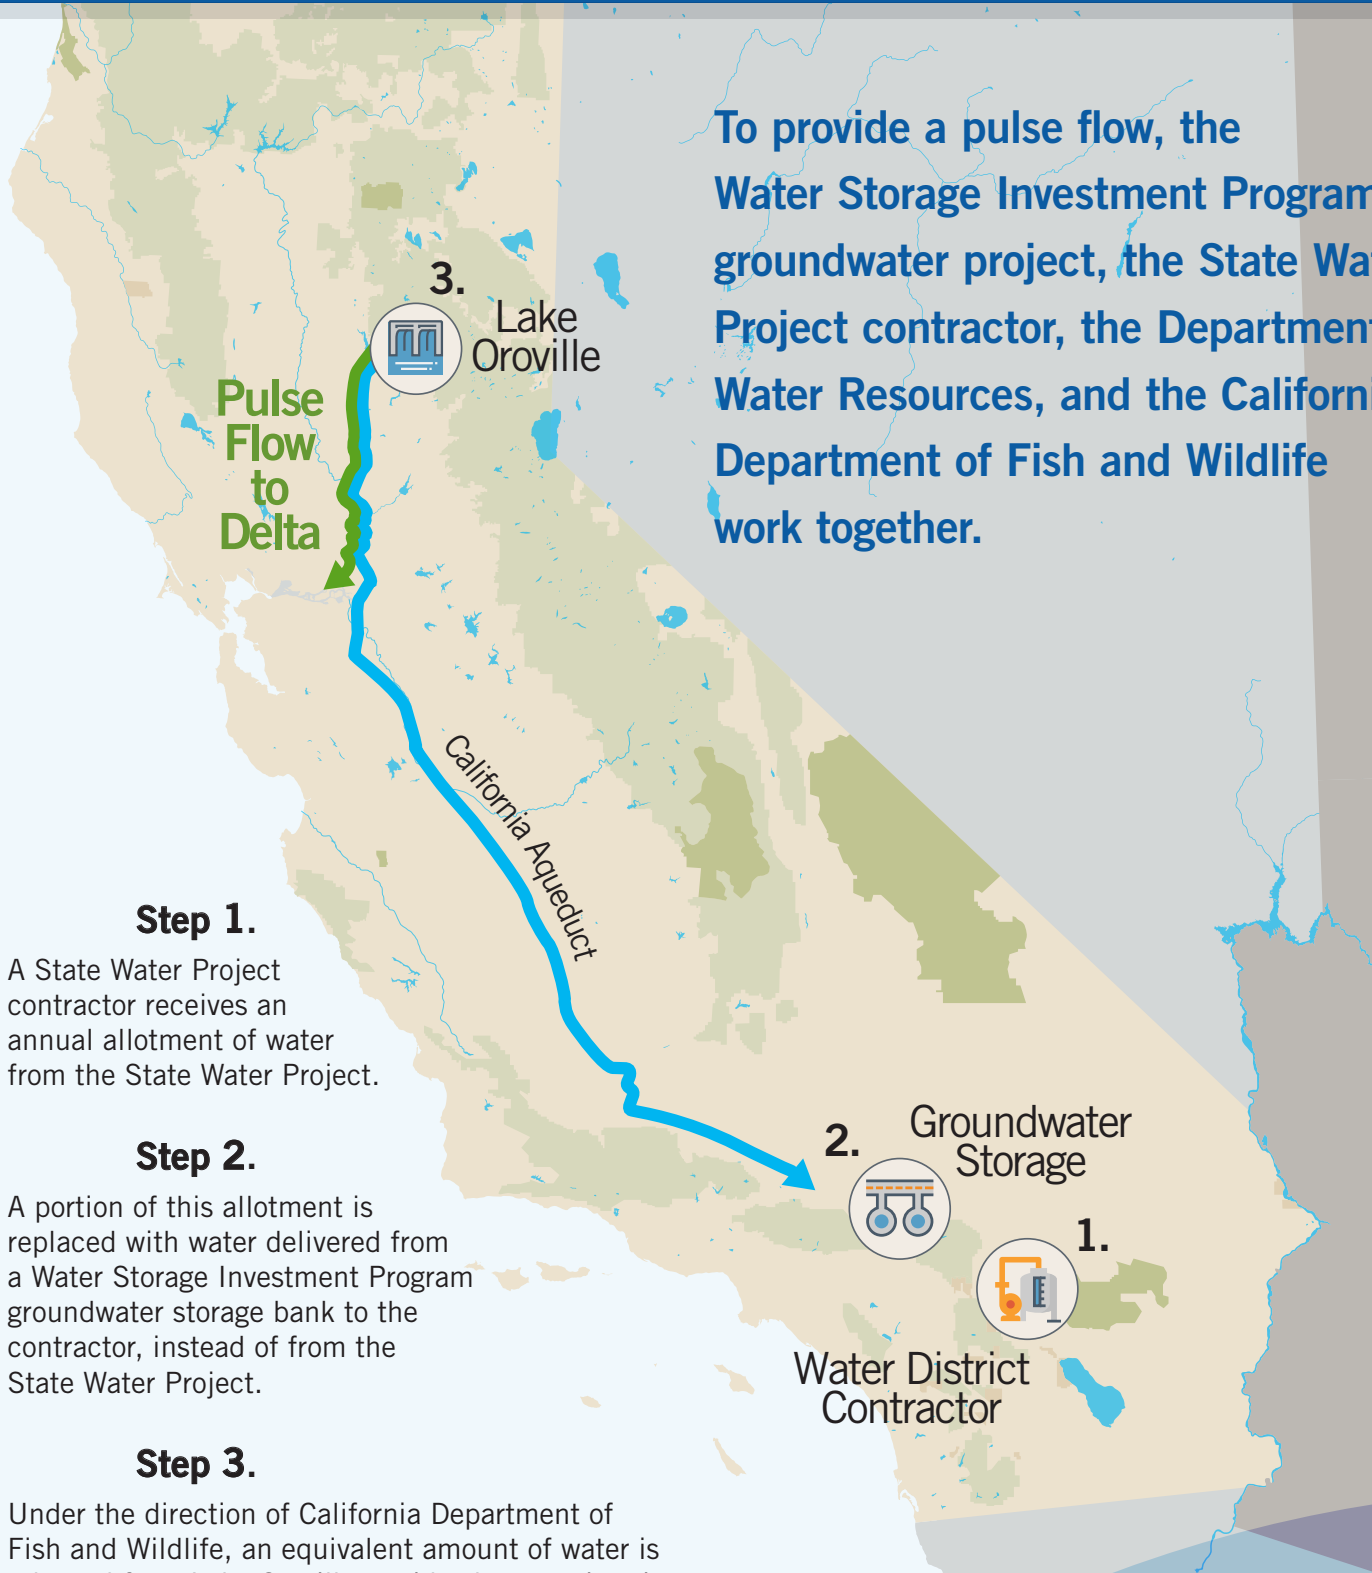 To provide a pulse flow, the
Water Storage Investment Program
groundwater project, the State
Project contractor, the
Water Resources, and the
Department of Fish and Wildlife
work together.
3.
Lake
Oroville
Pulse
Flow
to
Delta
California Aqueduct
Step 1.
A State Water Project
contractor receives an
annual allotment of water
from the State Water Project.
Step 2.
A portion of this allotment is
replaced with water delivered from
a Water Storage Investment Program
groundwater storage bank to the
contractor, instead of from the
State Water Project.
2.
Groundwater
Storage
1.
Water District
Contractor
Step 3.
Under the direction of California Department of
Fish and Wildlife, an equivalent amount of water is